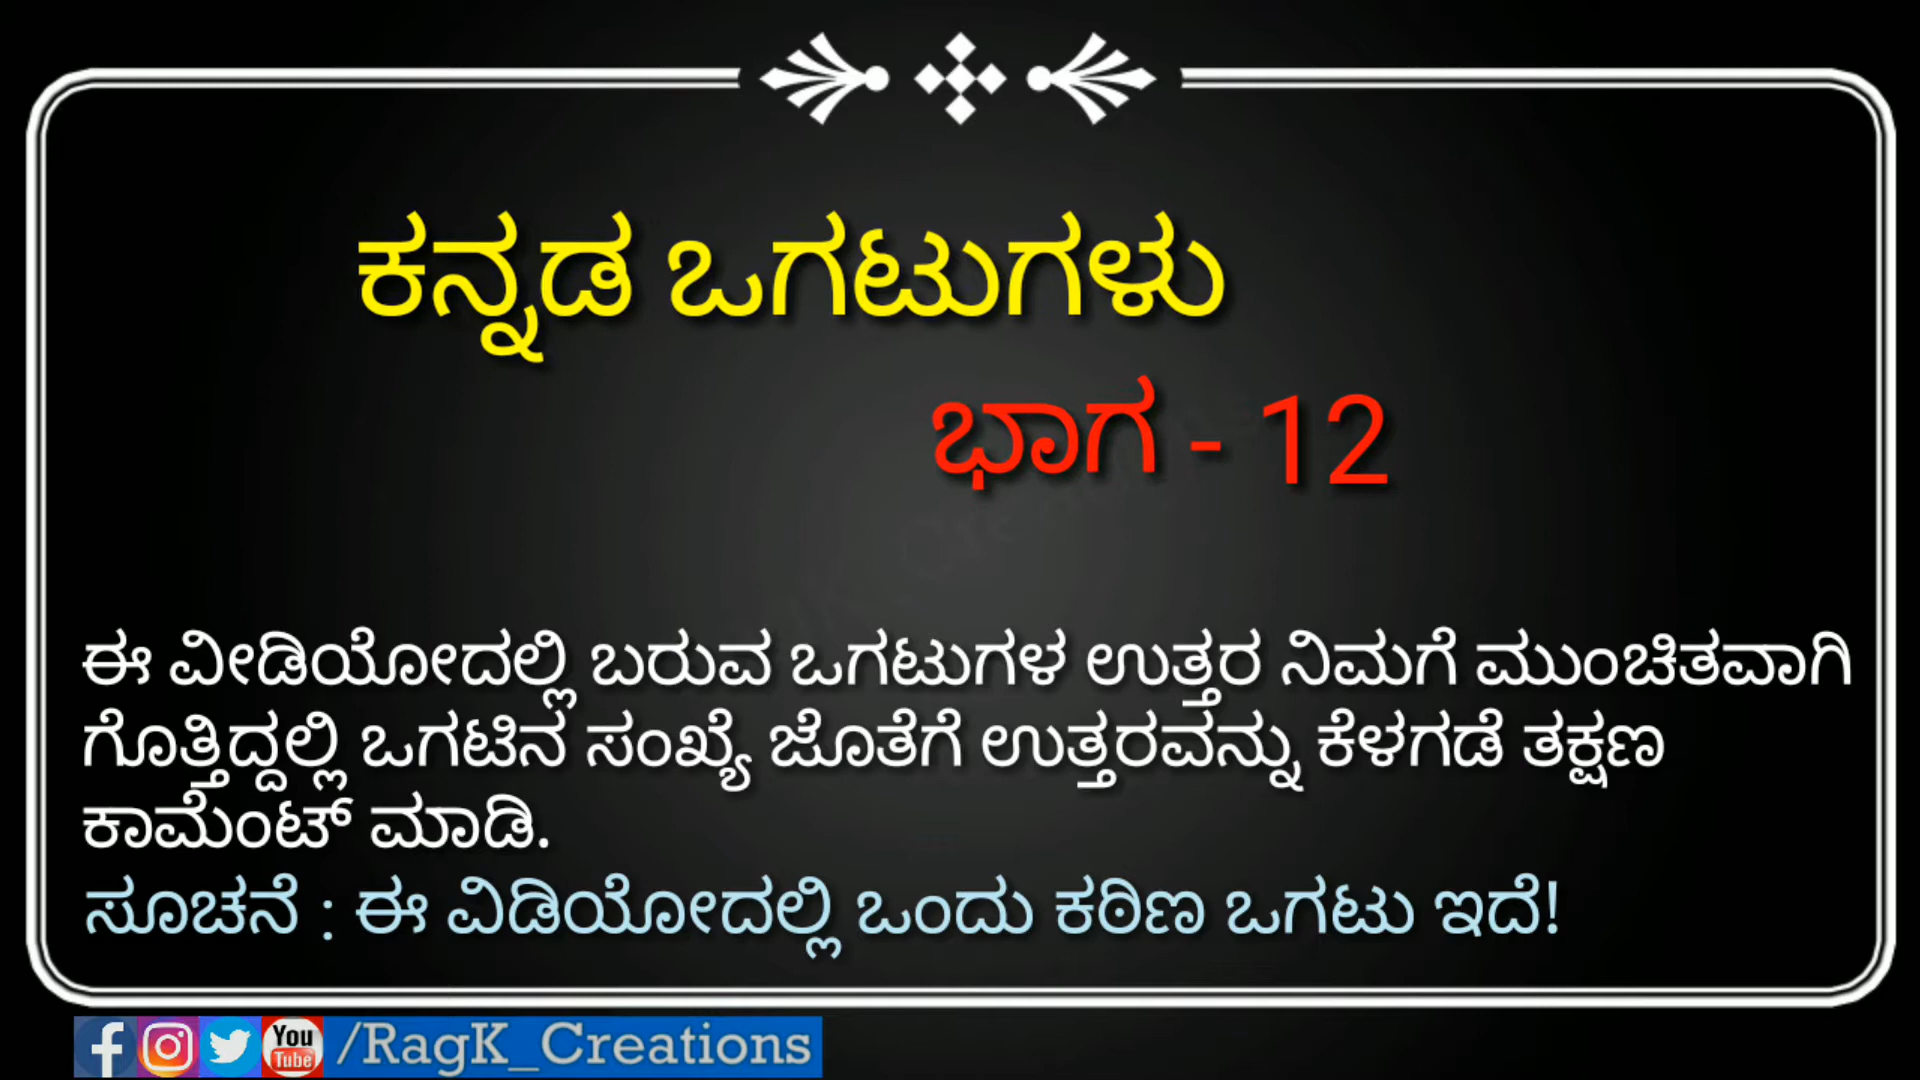 ಕನ್ನಡ ಒಗಟುಗಳು
ಭಾಗ - 12
ಈ ವೀಡಿಯೋದಲ್ಲಿ ಬರುವ ಒಗಟುಗಳ ಉತ್ತರ ನಿಮಗೆ ಮುಂಚಿತವಾಗಿ
ಗೊತ್ತಿದ್ದಲ್ಲಿ ಒಗಟಿನ ಸಂಖ್ಯೆ ಜೊತೆಗೆ ಉತ್ತರವನ್ನು ಕೆಳಗಡೆ ತಕ್ಷಣ
ಕಾಮೆಂಟ್ ಮಾಡಿ.
ಸೂಚನೆ : ಈ ವಿಡಿಯೋದಲ್ಲಿ ಒಂದು ಕಠಿಣ ಒಗಟು ಇದೆ!
You Tube /RagK_Creations